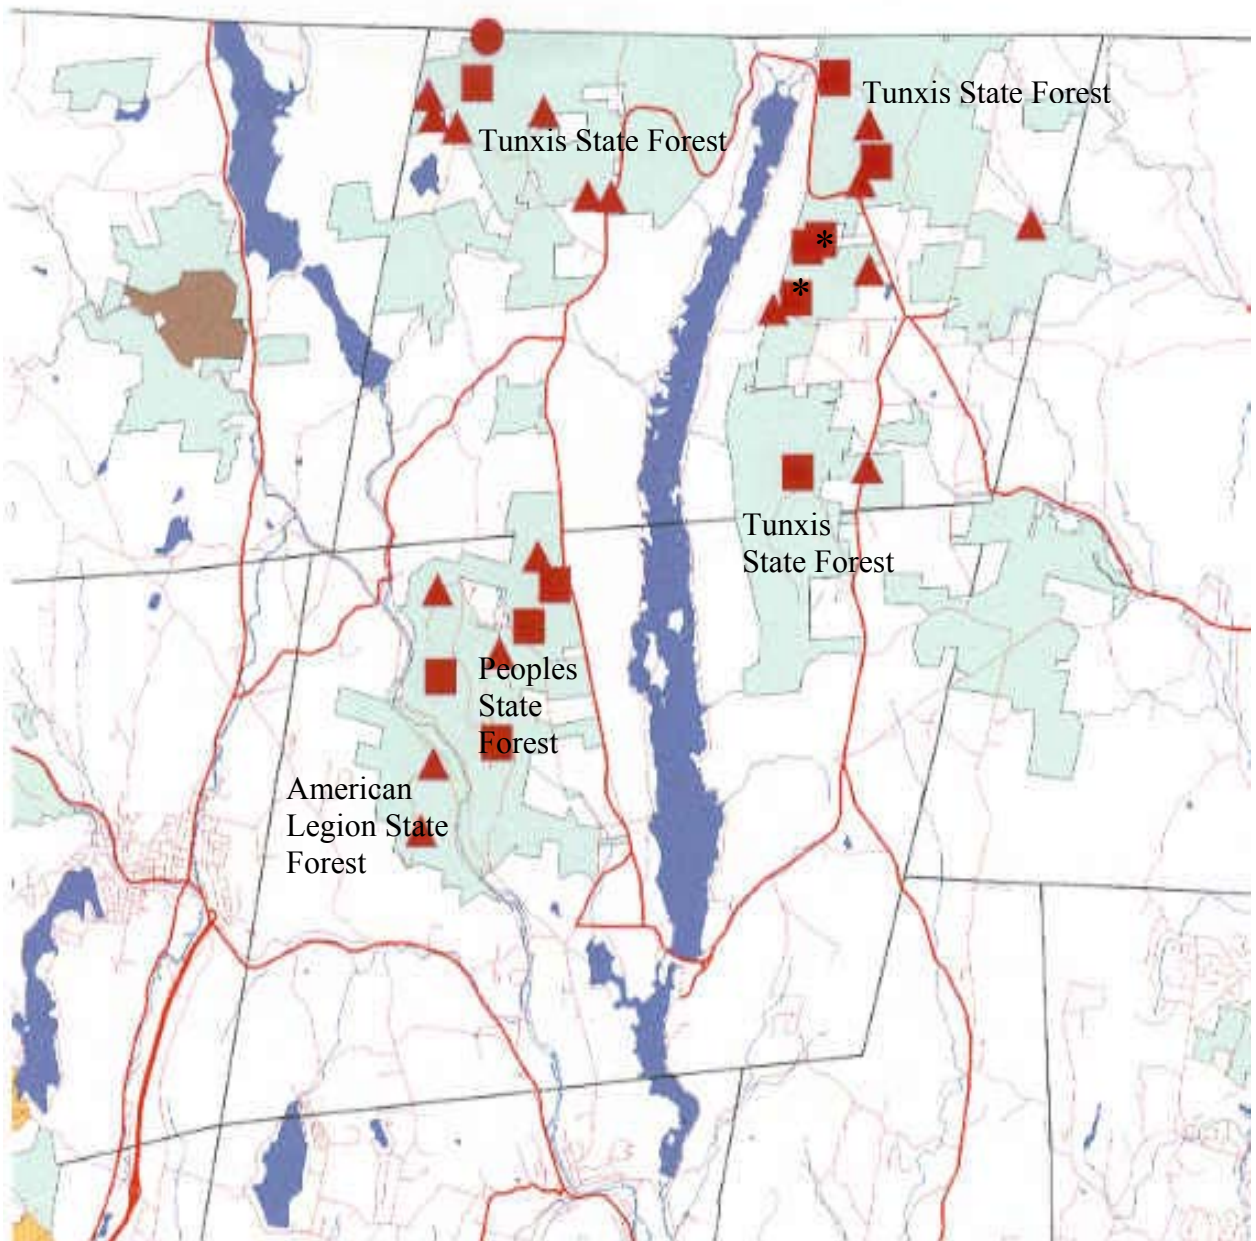 Tunxis State Forest
Tunxis State Forest
*
*
Tunxis
State Forest
Peoples
State
Forest
American
Legion State
Forest